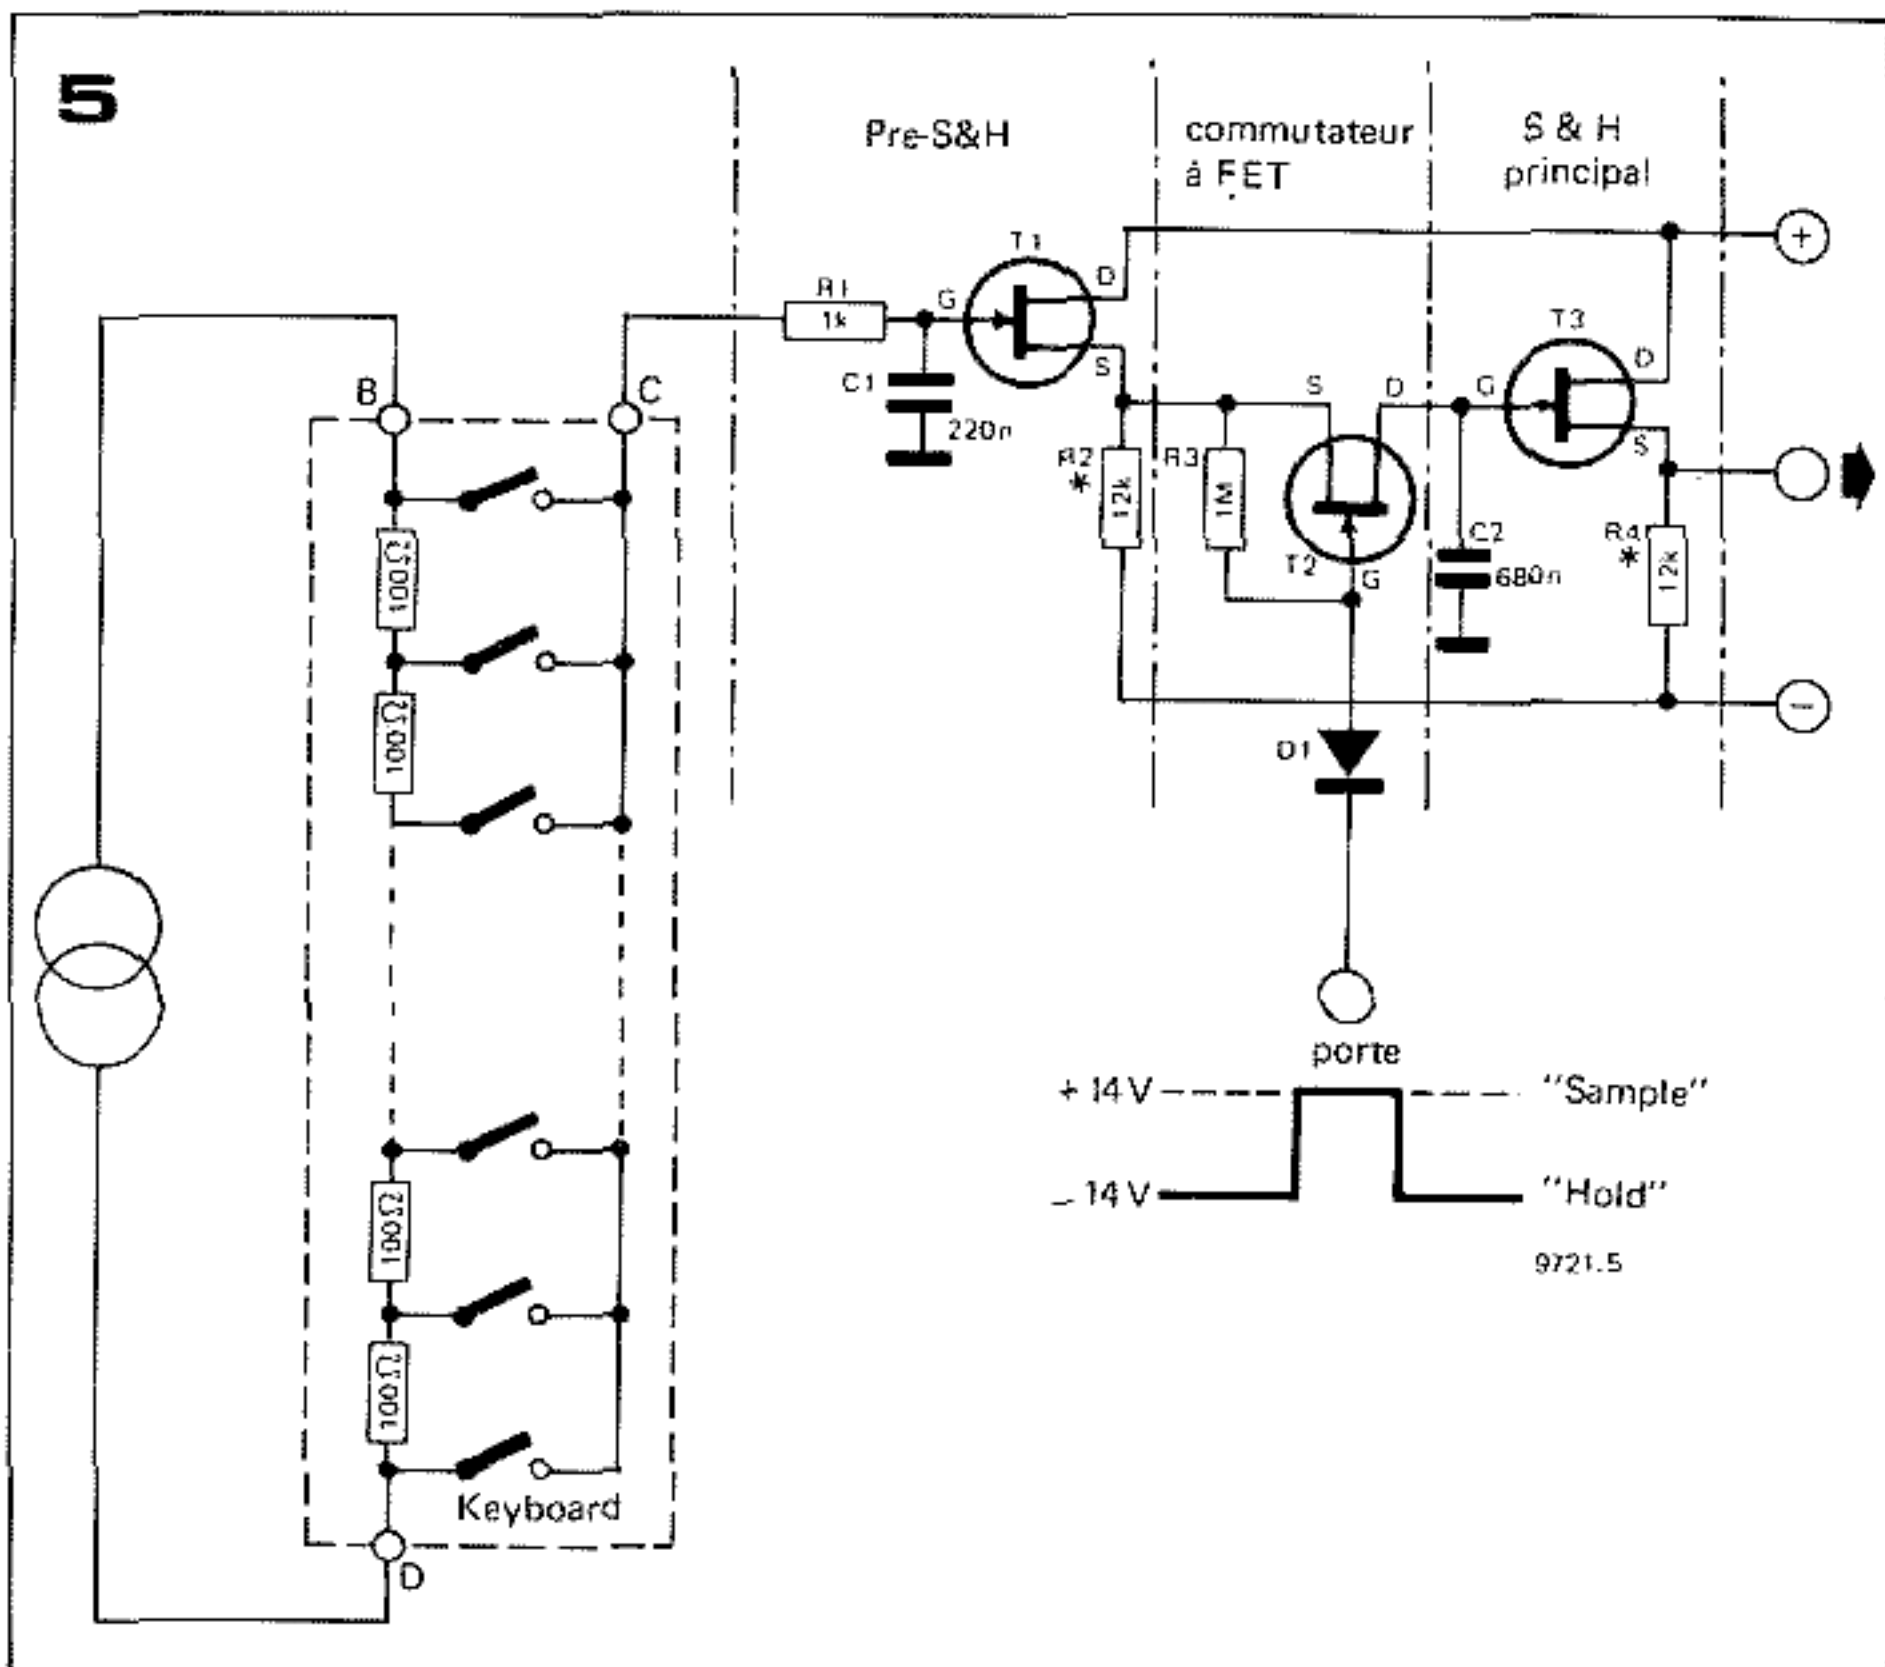 5
Pre-S&H
commutateur
à FET
S & H
principal
T1
D
G
S
R1
1k
C1
220n
+
T3
D
G
S
B
C
S
D
R2
*
12k
R3
1M
T2
G
C2
680n
R4
*
12k
100Ω
100Ω
D1
−
porte
+ 14 V
"Sample"
− 14 V
"Hold"
9721.5
100Ω
100Ω
Keyboard
D